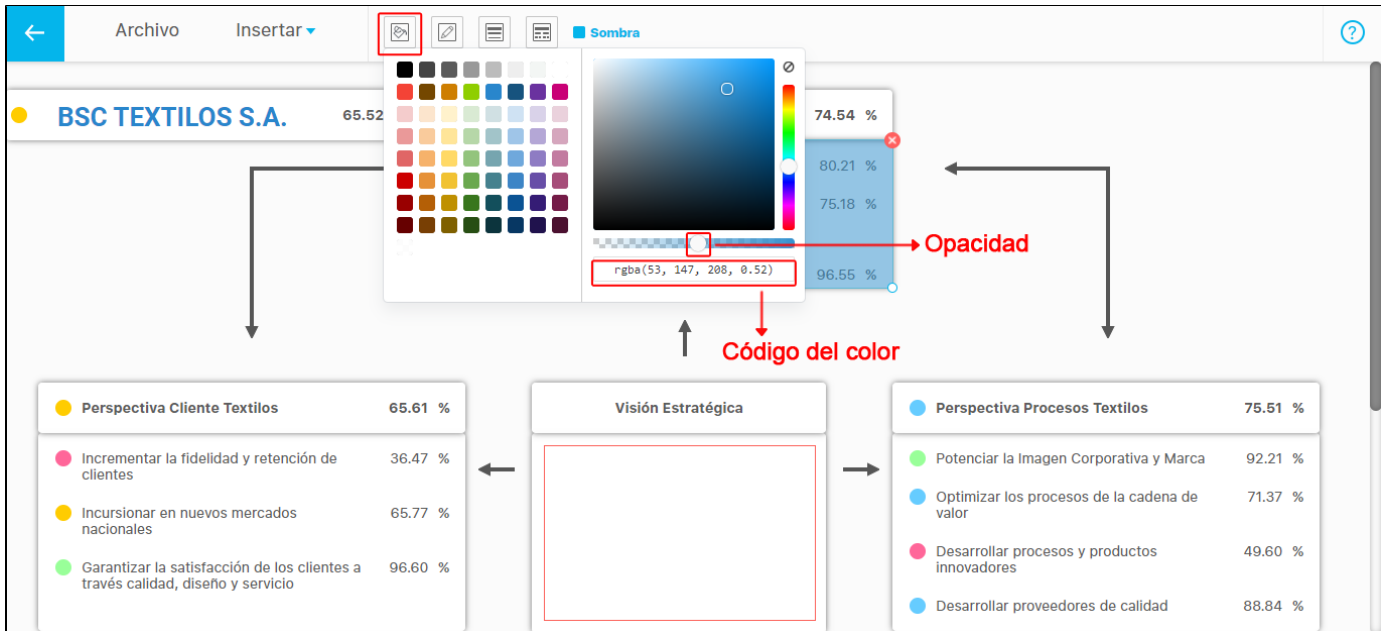 Archivo
Insertar
Sombra
?
BSC TEXTILOS S.A.
65.52
74.54 %
80.21 %
75.18 %
96.55 %
Opacidad
rgba(53, 147, 208, 0.52)
Código del color
Perspectiva Cliente Textilos 65.61 %
Incrementar la fidelidad y retención de 36.47 %
clientes
Incursionar en nuevos mercados 65.77 %
nacionales
Garantizar la satisfacción de los clientes a 96.60 %
través calidad, diseño y servicio
Visión Estratégica
Perspectiva Procesos Textilos 75.51 %
Potenciar la Imagen Corporativa y Marca 92.21 %
Optimizar los procesos de la cadena de 71.37 %
valor
Desarrollar procesos y productos 49.60 %
innovadores
Desarrollar proveedores de calidad 88.84 %